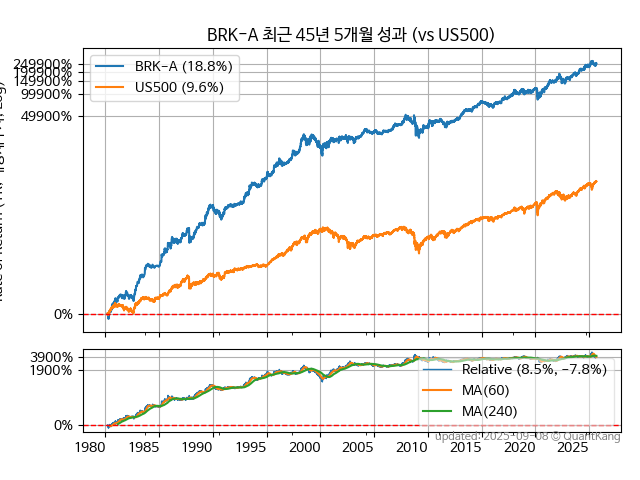 BRK-A 최근 45년 5개월 성과 (vs US500)
249900%
199900%
149900%
99900%
49900%
0%
BRK-A (18.8%)
US500 (9.6%)
3900%
1900%
0%
Relative (8.5%, -7.8%)
MA(60)
MA(240)
1980 1985 1990 1995 2000 2005 2010 2015 2020 2025
updated: 2025-09-08 © QuantKang